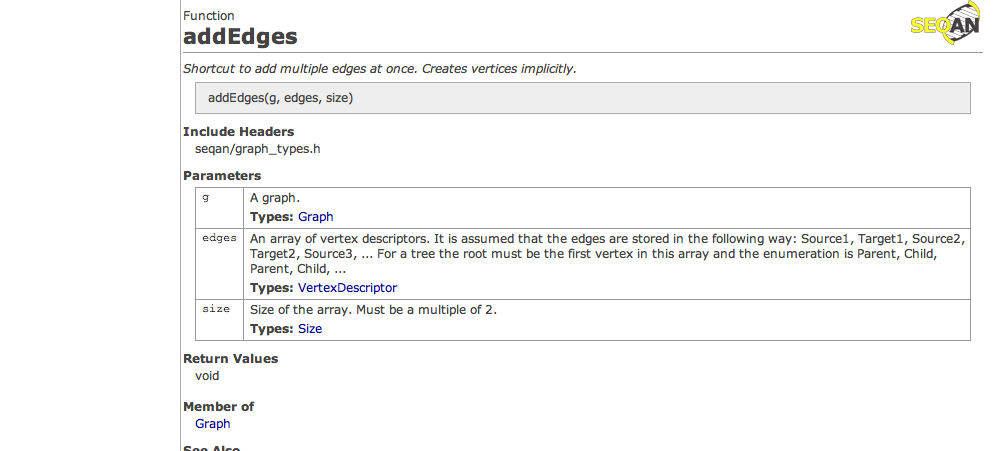 Function
addEdges
SEQAN
Shortcut to add multiple edges at once. Creates vertices implicitly.
addEdges(g, edges, size)
Include Headers
seqan/graph_types.h
Parameters
g
A graph.
Types: Graph
edges
An array of vertex descriptors. It is assumed that the edges are stored in the following way: Source1, Target1, Source2,
Target2, Source3, ... For a tree the root must be the first vertex in this array and the enumeration is Parent, Child,
Parent, Child, ...
Types: VertexDescriptor
size
Size of the array. Must be a multiple of 2.
Types: Size
Return Values
void
Member of
Graph
See Also